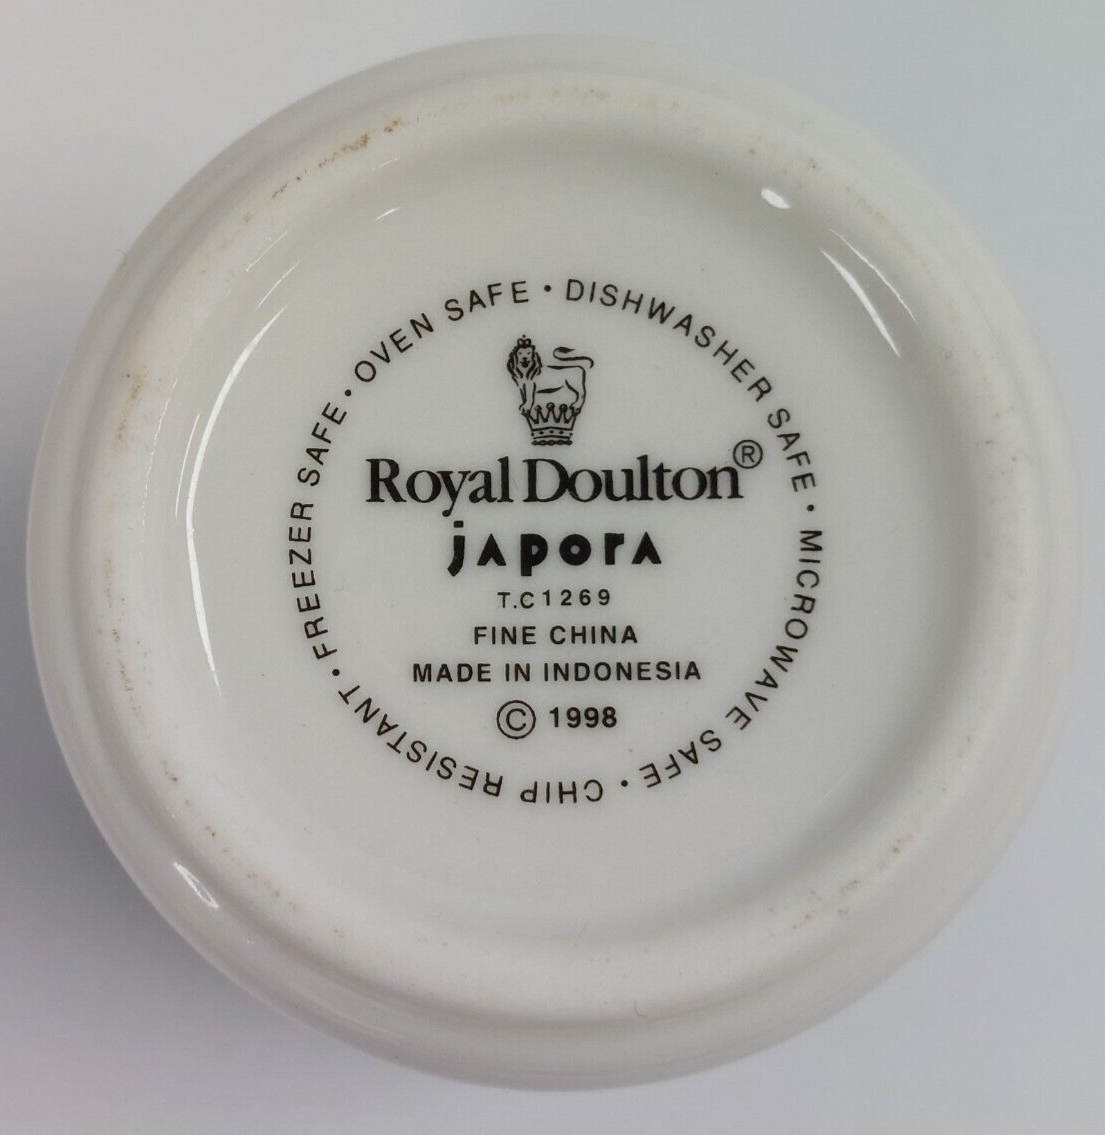 OVEN SAFE • DISHWASHER SAFE • MICROWAVE SAFE • CHIP RESISTANT • FREEZER SAFE •
Royal Doulton®
japora
T.C 1269
FINE CHINA
MADE IN INDONESIA
© 1998